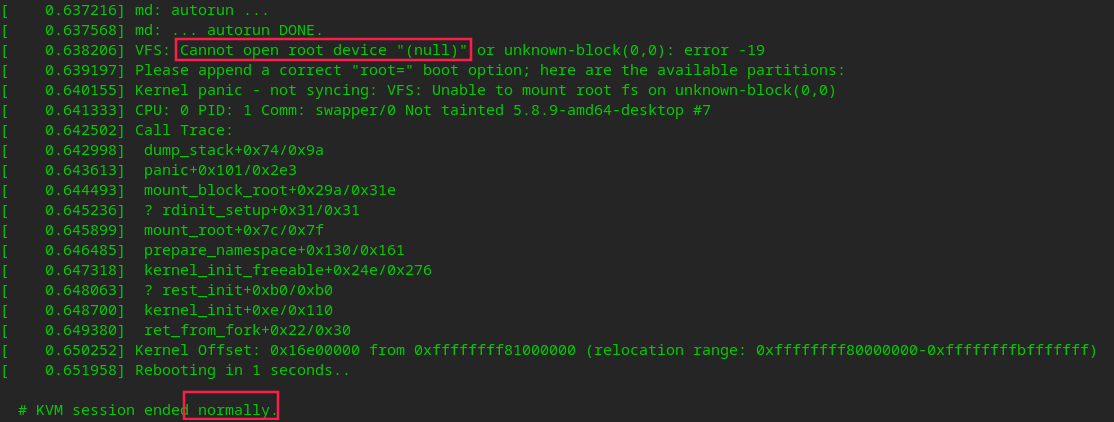 [    0.637216] md: autorun ...
[    0.637568] md: ... autorun DONE.
[    0.638206] VFS: Cannot open root device "(null)" or unknown-block(0,0): error -19
[    0.639197] Please append a correct "root=" boot option; here are the available partitions:
[    0.640155] Kernel panic - not syncing: VFS: Unable to mount root fs on unknown-block(0,0)
[    0.641333] CPU: 0 PID: 1 Comm: swapper/0 Not tainted 5.8.9-amd64-desktop #7
[    0.642502] Call Trace:
[    0.642998]  dump_stack+0x74/0x9a
[    0.643613]  panic+0x101/0x2e3
[    0.644493]  mount_block_root+0x29a/0x31e
[    0.645236]  ? rdinit_setup+0x31/0x31
[    0.645899]  mount_root+0x7c/0x7f
[    0.646485]  prepare_namespace+0x130/0x161
[    0.647318]  kernel_init_freeable+0x24e/0x276
[    0.648063]  ? rest_init+0xb0/0xb0
[    0.648700]  kernel_init+0xe/0x110
[    0.649380]  ret_from_fork+0x22/0x30
[    0.650252] Kernel Offset: 0x16e00000 from 0xffffffff81000000 (relocation range: 0xffffffff80000000-0xffffffffbfffffff)
[    0.651958] Rebooting in 1 seconds..
# KVM session ended normally.